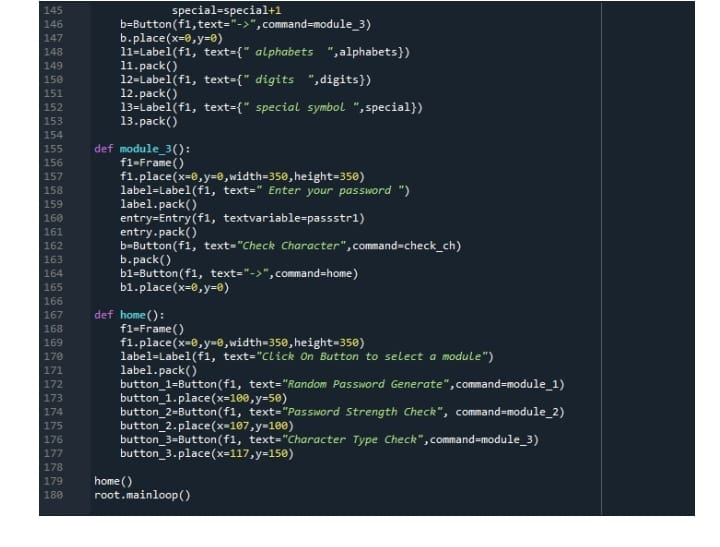 145 special=special+1
146 b=Button(f1,text="->",command=module_3)
147 b.place(x=0,y=0)
148 l1=Label(f1, text={" alphabets  ",alphabets})
149 l1.pack()
150 l2=Label(f1, text={" digits  ",digits})
151 l2.pack()
152 l3=Label(f1, text={" special symbol ",special})
153 l3.pack()
154
155 def module_3():
156 f1=Frame()
157 f1.place(x=0,y=0,width=350,height=350)
158 label=Label(f1, text=" Enter your password ")
159 label.pack()
160 entry=Entry(f1, textvariable=passstr1)
161 entry.pack()
162 b=Button(f1, text="Check Character",command=check_ch)
163 b.pack()
164 b1=Button(f1, text="->",command=home)
165 b1.place(x=0,y=0)
166
167 def home():
168 f1=Frame()
169 f1.place(x=0,y=0,width=350,height=350)
170 label=Label(f1, text="Click On Button to select a module")
171 label.pack()
172 button_1=Button(f1, text="Random Password Generate",command=module_1)
173 button_1.place(x=100,y=50)
174 button_2=Button(f1, text="Password Strength Check", command=module_2)
175 button_2.place(x=107,y=100)
176 button_3=Button(f1, text="Character Type Check",command=module_3)
177 button_3.place(x=117,y=150)
178
179 home()
180 root.mainloop()